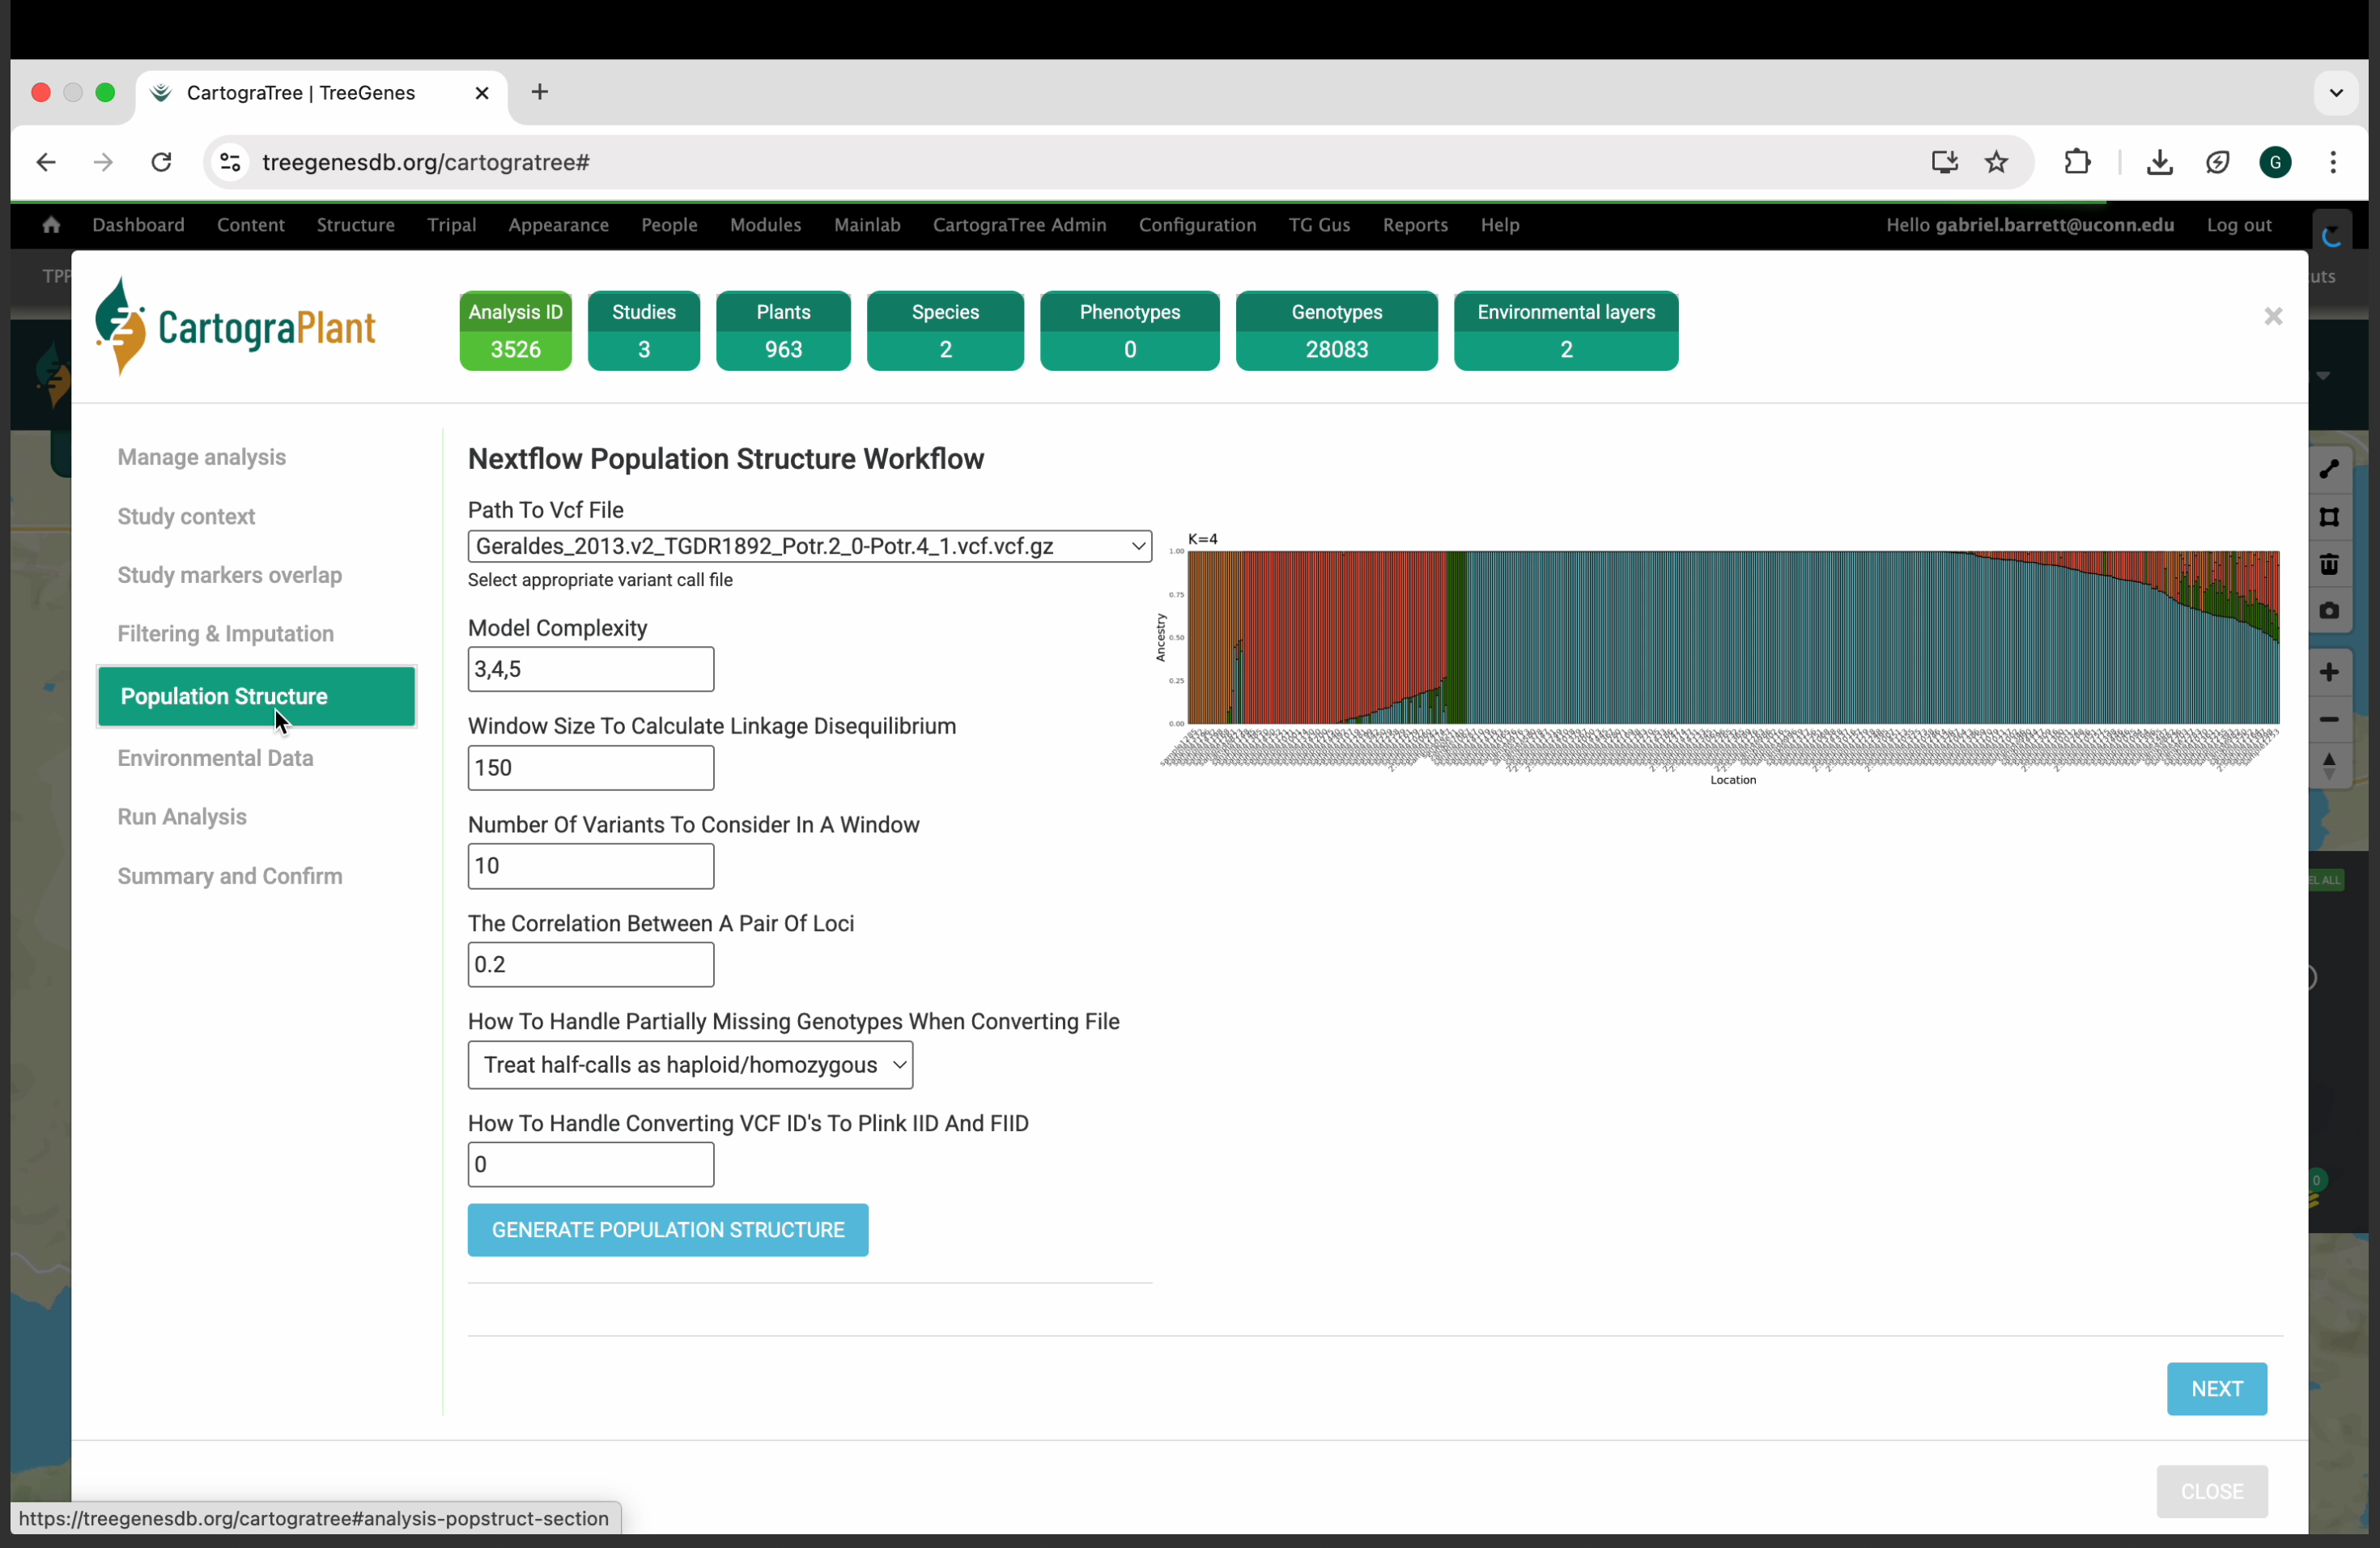 CartograTree | TreeGenes
treegenesdb.org/cartogratree#
G
Dashboard Content Structure Tripal Appearance People Modules Mainlab CartograTree Admin Configuration TG Gus Reports Help Hello gabriel.barrett@uconn.edu Log out
TPP
uts
CartograPlant
Analysis ID Studies Plants Species Phenotypes Genotypes Environmental layers
3526 3 963 2 0 28083 2
Manage analysis
Study context
Study markers overlap
Filtering & Imputation
Population Structure
Environmental Data
Run Analysis
Summary and Confirm
Nextflow Population Structure Workflow
Path To Vcf File
Geraldes_2013.v2_TGDR1892_Potr.2_0-Potr.4_1.vcf.vcf.gz
Select appropriate variant call file
Model Complexity
3,4,5
Window Size To Calculate Linkage Disequilibrium
150
Number Of Variants To Consider In A Window
10
The Correlation Between A Pair Of Loci
0.2
How To Handle Partially Missing Genotypes When Converting File
Treat half-calls as haploid/homozygous
How To Handle Converting VCF ID's To Plink IID And FIID
0
GENERATE POPULATION STRUCTURE
K=4
1.00
0.75
0.50
0.25
0.00
Ancestry
Location
EL ALL
0
NEXT
CLOSE
https://treegenesdb.org/cartogratree#analysis-popstruct-section